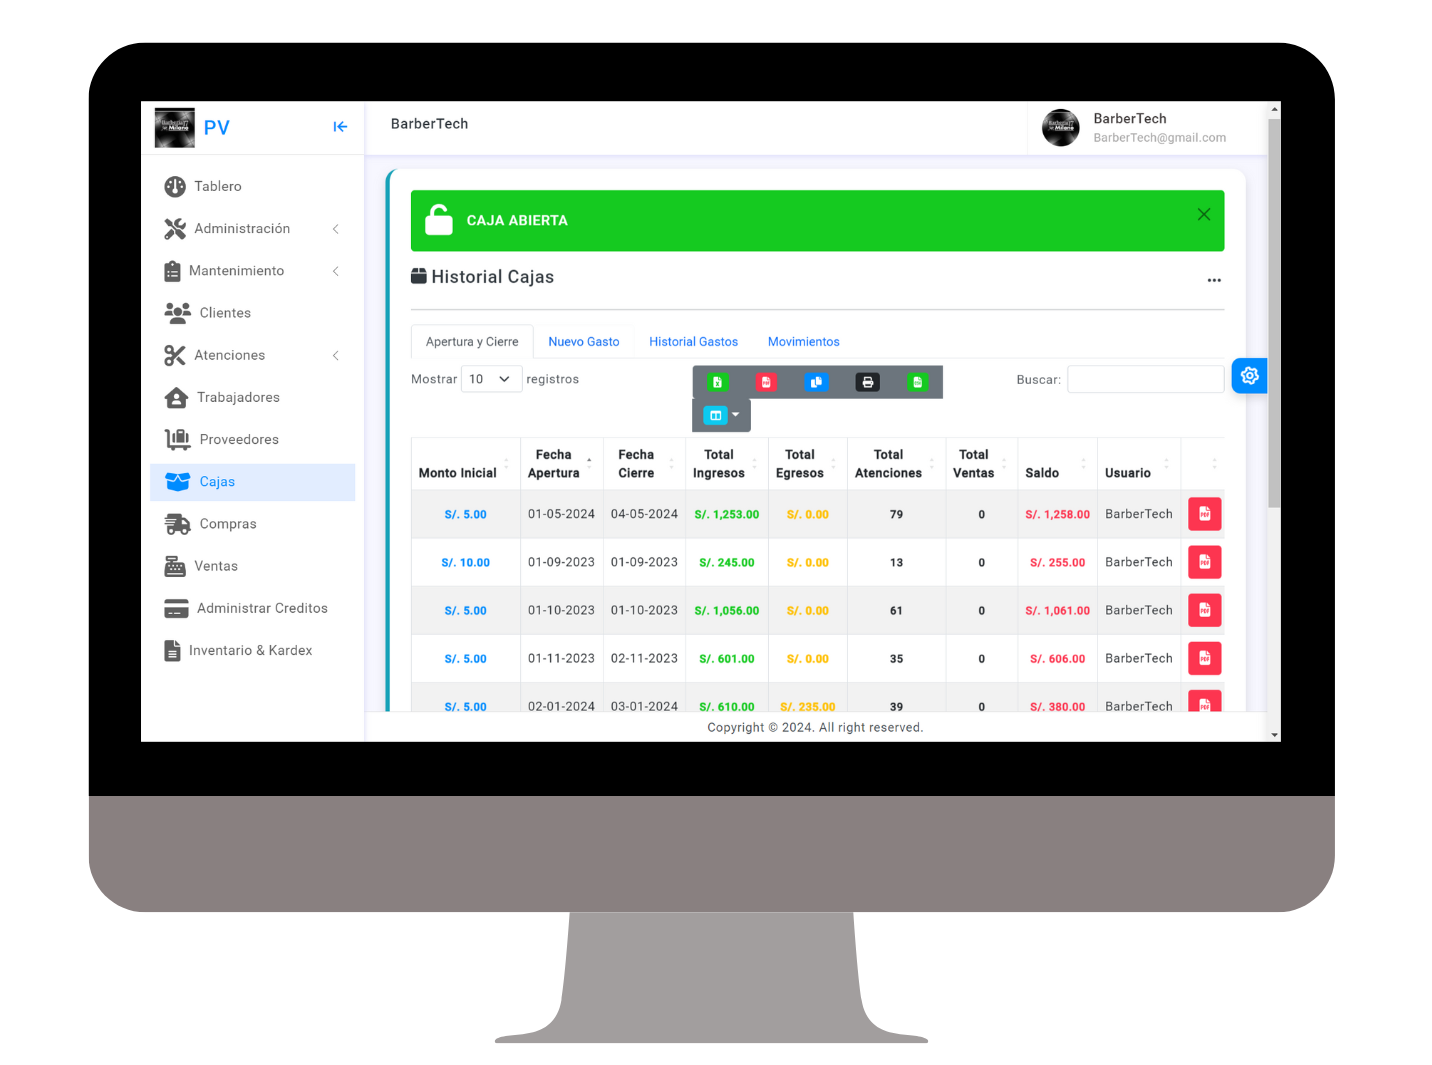 PV
BarberTech
BarberTech
BarberTech@gmail.com
Tablero
Administración
Mantenimiento
Clientes
Atenciones
Trabajadores
Proveedores
Cajas
Compras
Ventas
Administrar Creditos
Inventario & Kardex
CAJA ABIERTA
Historial Cajas
Apertura y Cierre Nuevo Gasto Historial Gastos Movimientos
Mostrar 10 registros
Buscar:
Monto Inicial Fecha Apertura Fecha Cierre Total Ingresos Total Egresos Total Atenciones Total Ventas Saldo Usuario
S/. 5.00 01-05-2024 04-05-2024 S/. 1,253.00 S/. 0.00 79 0 S/. 1,258.00 BarberTech PDF
S/. 10.00 01-09-2023 01-09-2023 S/. 245.00 S/. 0.00 13 0 S/. 255.00 BarberTech PDF
S/. 5.00 01-10-2023 01-10-2023 S/. 1,056.00 S/. 0.00 61 0 S/. 1,061.00 BarberTech PDF
S/. 5.00 01-11-2023 02-11-2023 S/. 601.00 S/. 0.00 35 0 S/. 606.00 BarberTech PDF
S/. 5.00 02-01-2024 03-01-2024 S/. 610.00 S/. 235.00 39 0 S/. 380.00 BarberTech PDF
Copyright © 2024. All right reserved.